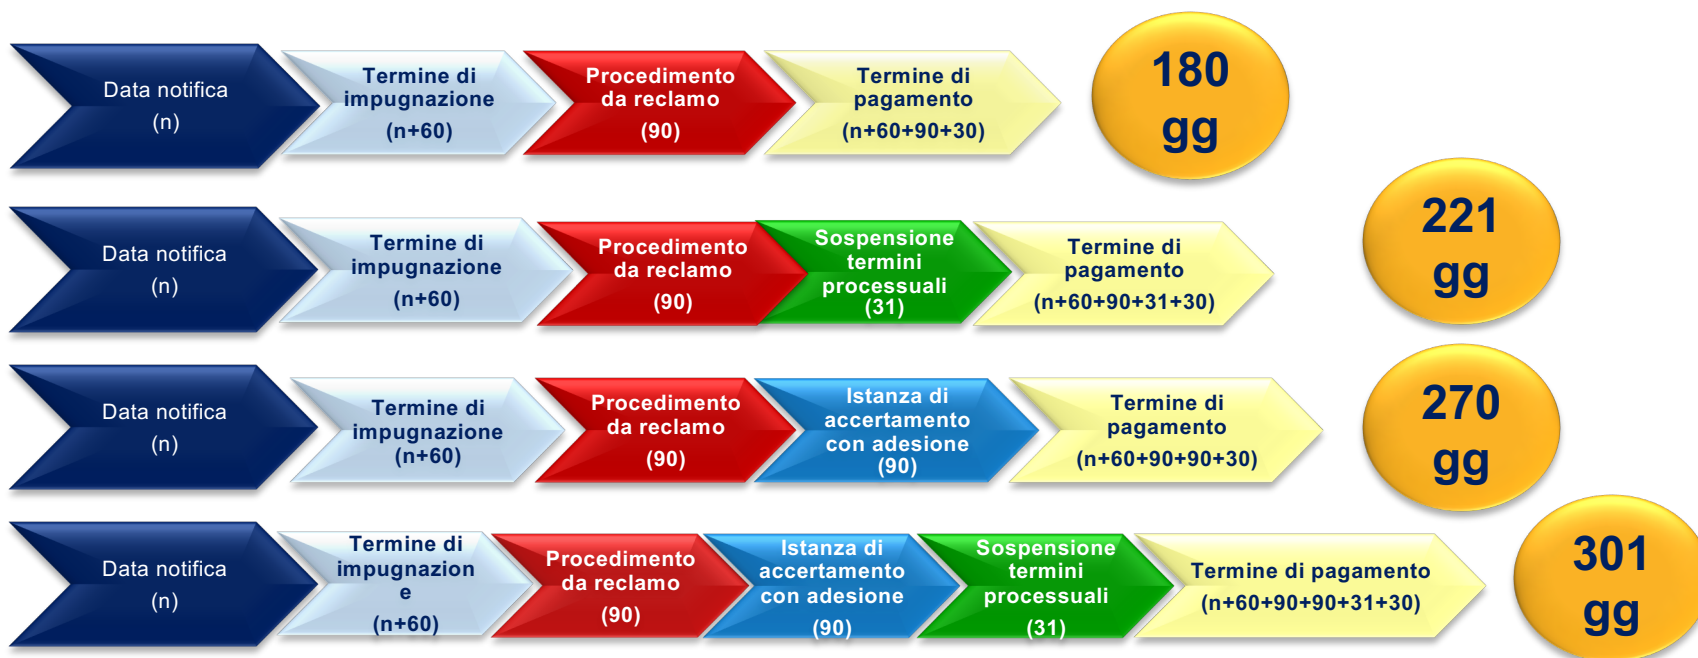 Data notifica
(n)
Termine di
impugnazione
(n+60)
Procedimento
da reclamo
(90)
Termine di
pagamento
(n+60+90+30)
180
gg
Data notifica
(n)
Termine di
impugnazione
(n+60)
Procedimento
da reclamo
(90)
Sospensione
termini
processuali
(31)
Termine di
pagamento
(n+60+90+31+30)
221
gg
Data notifica
(n)
Termine di
impugnazione
(n+60)
Procedimento
da reclamo
(90)
Istanza di
accertamento
con adesione
(90)
Termine di
pagamento
(n+60+90+90+30)
270
gg
Data notifica
(n)
Termine di
impugnazion
e
(n+60)
Procedimento
da reclamo
(90)
Istanza di
accertamento
con adesione
(90)
Sospensione
termini
processuali
(31)
Termine di pagamento
(n+60+90+90+31+30)
301
gg